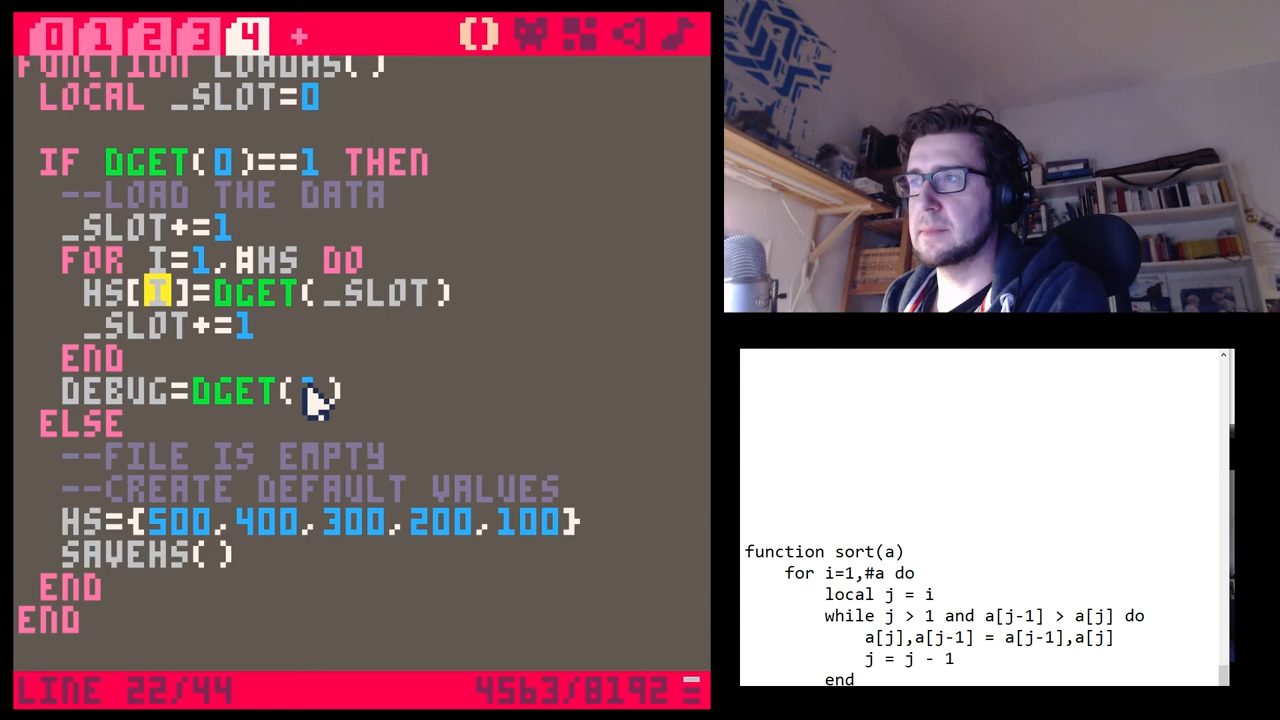 0 1 2 3 4 + ()
FUNCTION LOADHS()
LOCAL _SLOT=0
IF DGET(0)==1 THEN
--LOAD THE DATA
_SLOT+=1
FOR I=1,#HS DO
HS[I]=DGET(_SLOT)
_SLOT+=1
END
DEBUG=DGET( )
ELSE
--FILE IS EMPTY
--CREATE DEFAULT VALUES
HS={500,400,300,200,100}
SAVEHS()
END
END
LINE 22/44 4563/8192
function sort(a)
for i=1,#a do
local j = i
while j > 1 and a[j-1] > a[j] do
a[j],a[j-1] = a[j-1],a[j]
j = j - 1
end